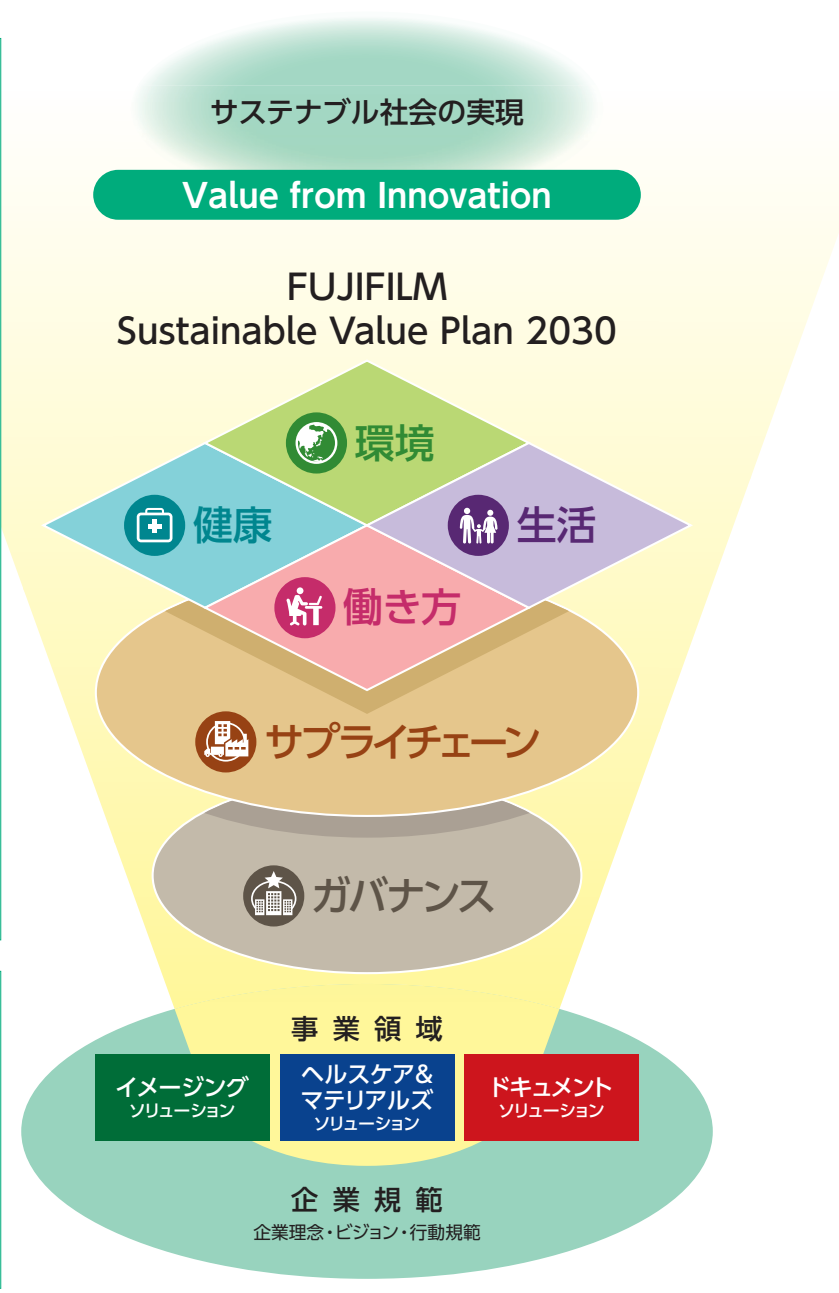 サステナブル社会の実現
Value from Innovation
FUJIFILM
Sustainable Value Plan 2030
環境
健康
生活
働き方
サプライチェーン
ガバナンス
事業領域
イメージング
ソリューション
ヘルスケア&
マテリアルズ
ソリューション
ドキュメント
ソリューション
企業規範
企業理念・ビジョン・行動規範